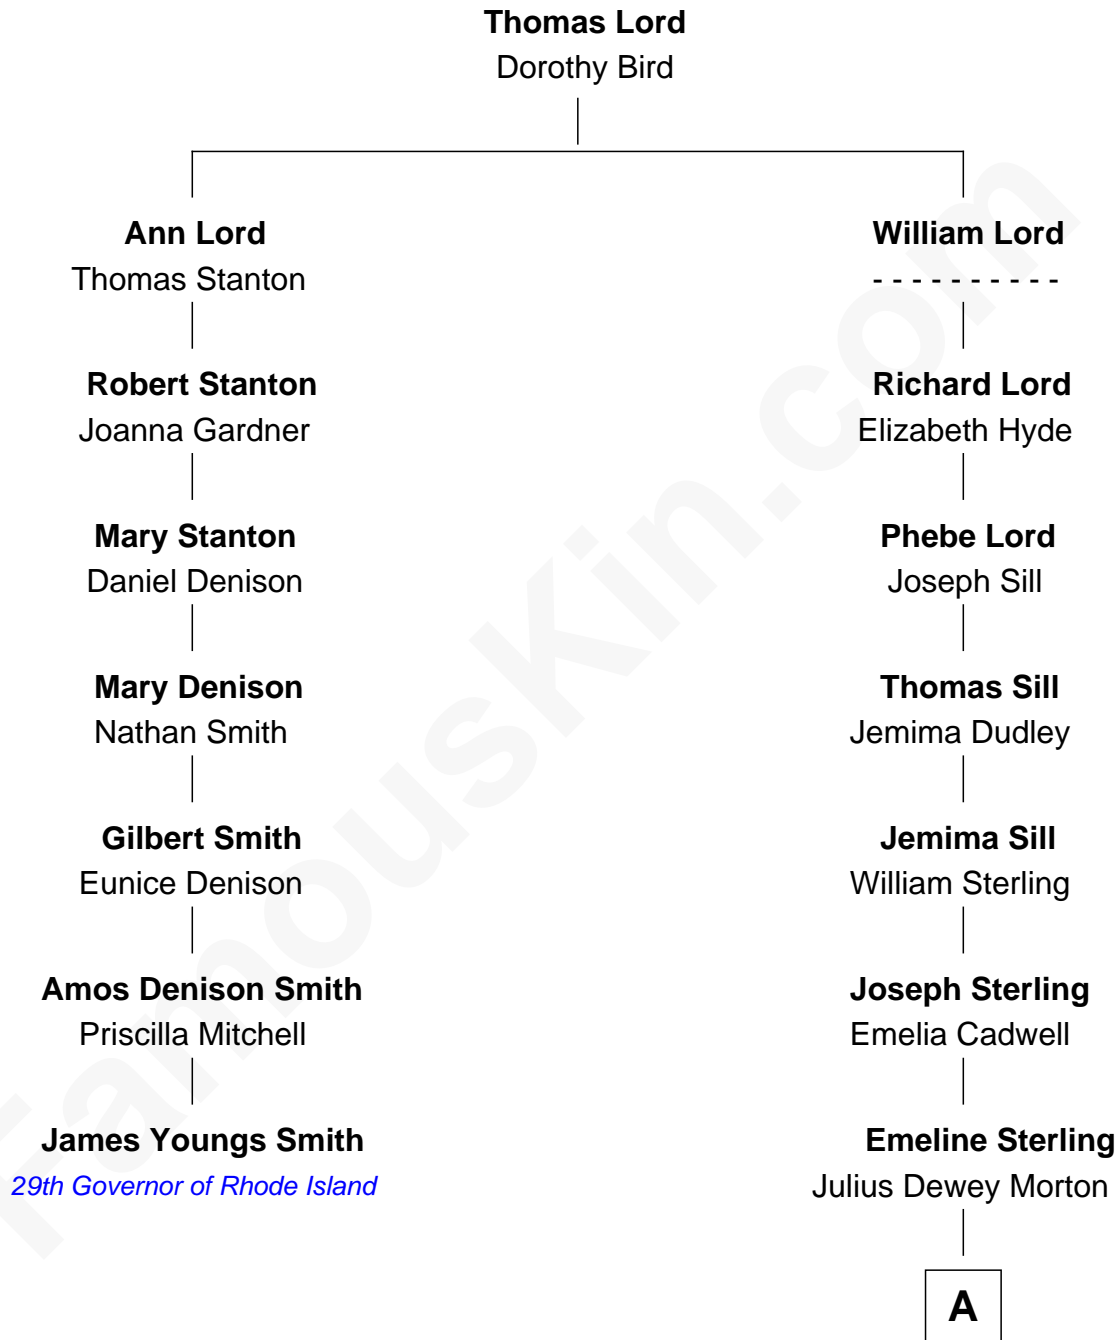 Thomas Lord
Dorothy Bird
Ann Lord
William Lord
Thomas Stanton
- - - - - - - - - -
Robert Stanton
Richard Lord
Joanna Gardner
Elizabeth Hyde
Mary Stanton
Phebe Lord
Daniel Denison
Joseph Sill
Mary Denison
Thomas Sill
Nathan Smith
Jemima Dudley
Gilbert Smith
Jemima Sill
Eunice Denison
William Sterling
Amos Denison Smith
Joseph Sterling
Priscilla Mitchell
Emelia Cadwell
James Youngs Smith
Emeline Sterling
29th Governor of Rhode Island
Julius Dewey Morton
A
FamousKin.com